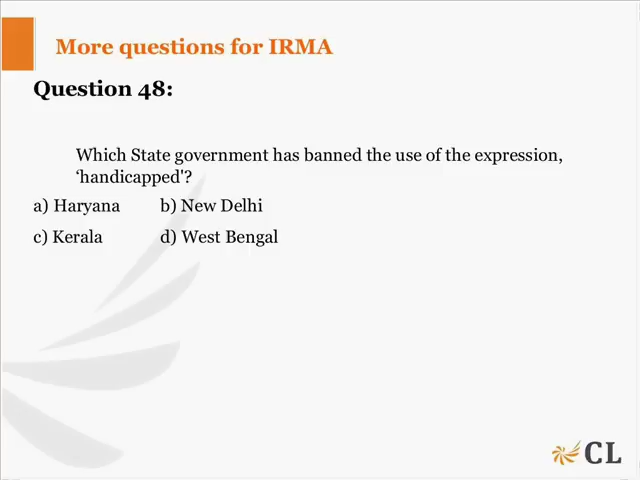 More questions for IRMA
Question 48:
Which State government has banned the use of the expression,
‘handicapped'?
a) Haryana b) New Delhi
c) Kerala d) West Bengal
CL